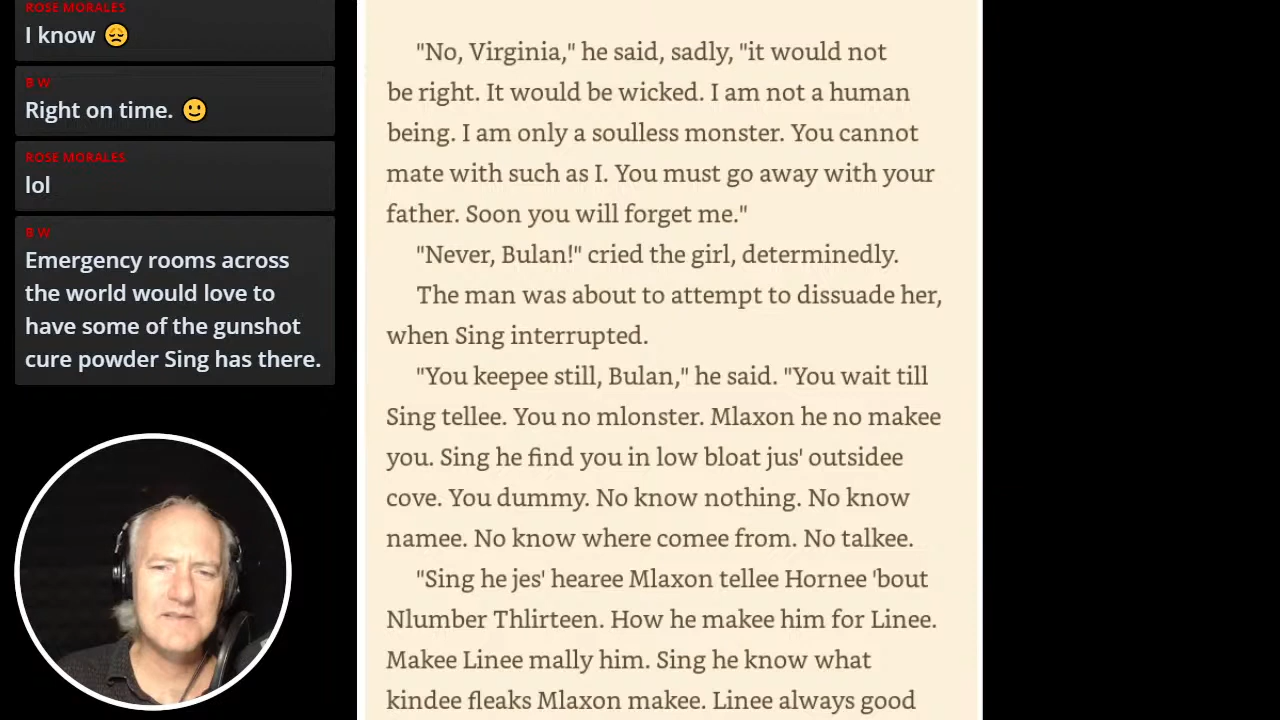 ROSE MORALES
I know 😞
B W
Right on time. 🙂
ROSE MORALES
lol
B W
Emergency rooms across
the world would love to
have some of the gunshot
cure powder Sing has there.
"No, Virginia," he said, sadly, "it would not
be right. It would be wicked. I am not a human
being. I am only a soulless monster. You cannot
mate with such as I. You must go away with your
father. Soon you will forget me."
"Never, Bulan!" cried the girl, determinedly.
The man was about to attempt to dissuade her,
when Sing interrupted.
"You keepee still, Bulan," he said. "You wait till
Sing tellee. You no mlonster. Mlaxon he no makee
you. Sing he find you in low bloat jus' outsidee
cove. You dummy. No know nothing. No know
namee. No know where comee from. No talkee.
"Sing he jes' hearee Mlaxon tellee Hornee 'bout
Nlumber Thlirteen. How he makee him for Linee.
Makee Linee mally him. Sing he know what
kindee fleaks Mlaxon makee. Linee always good